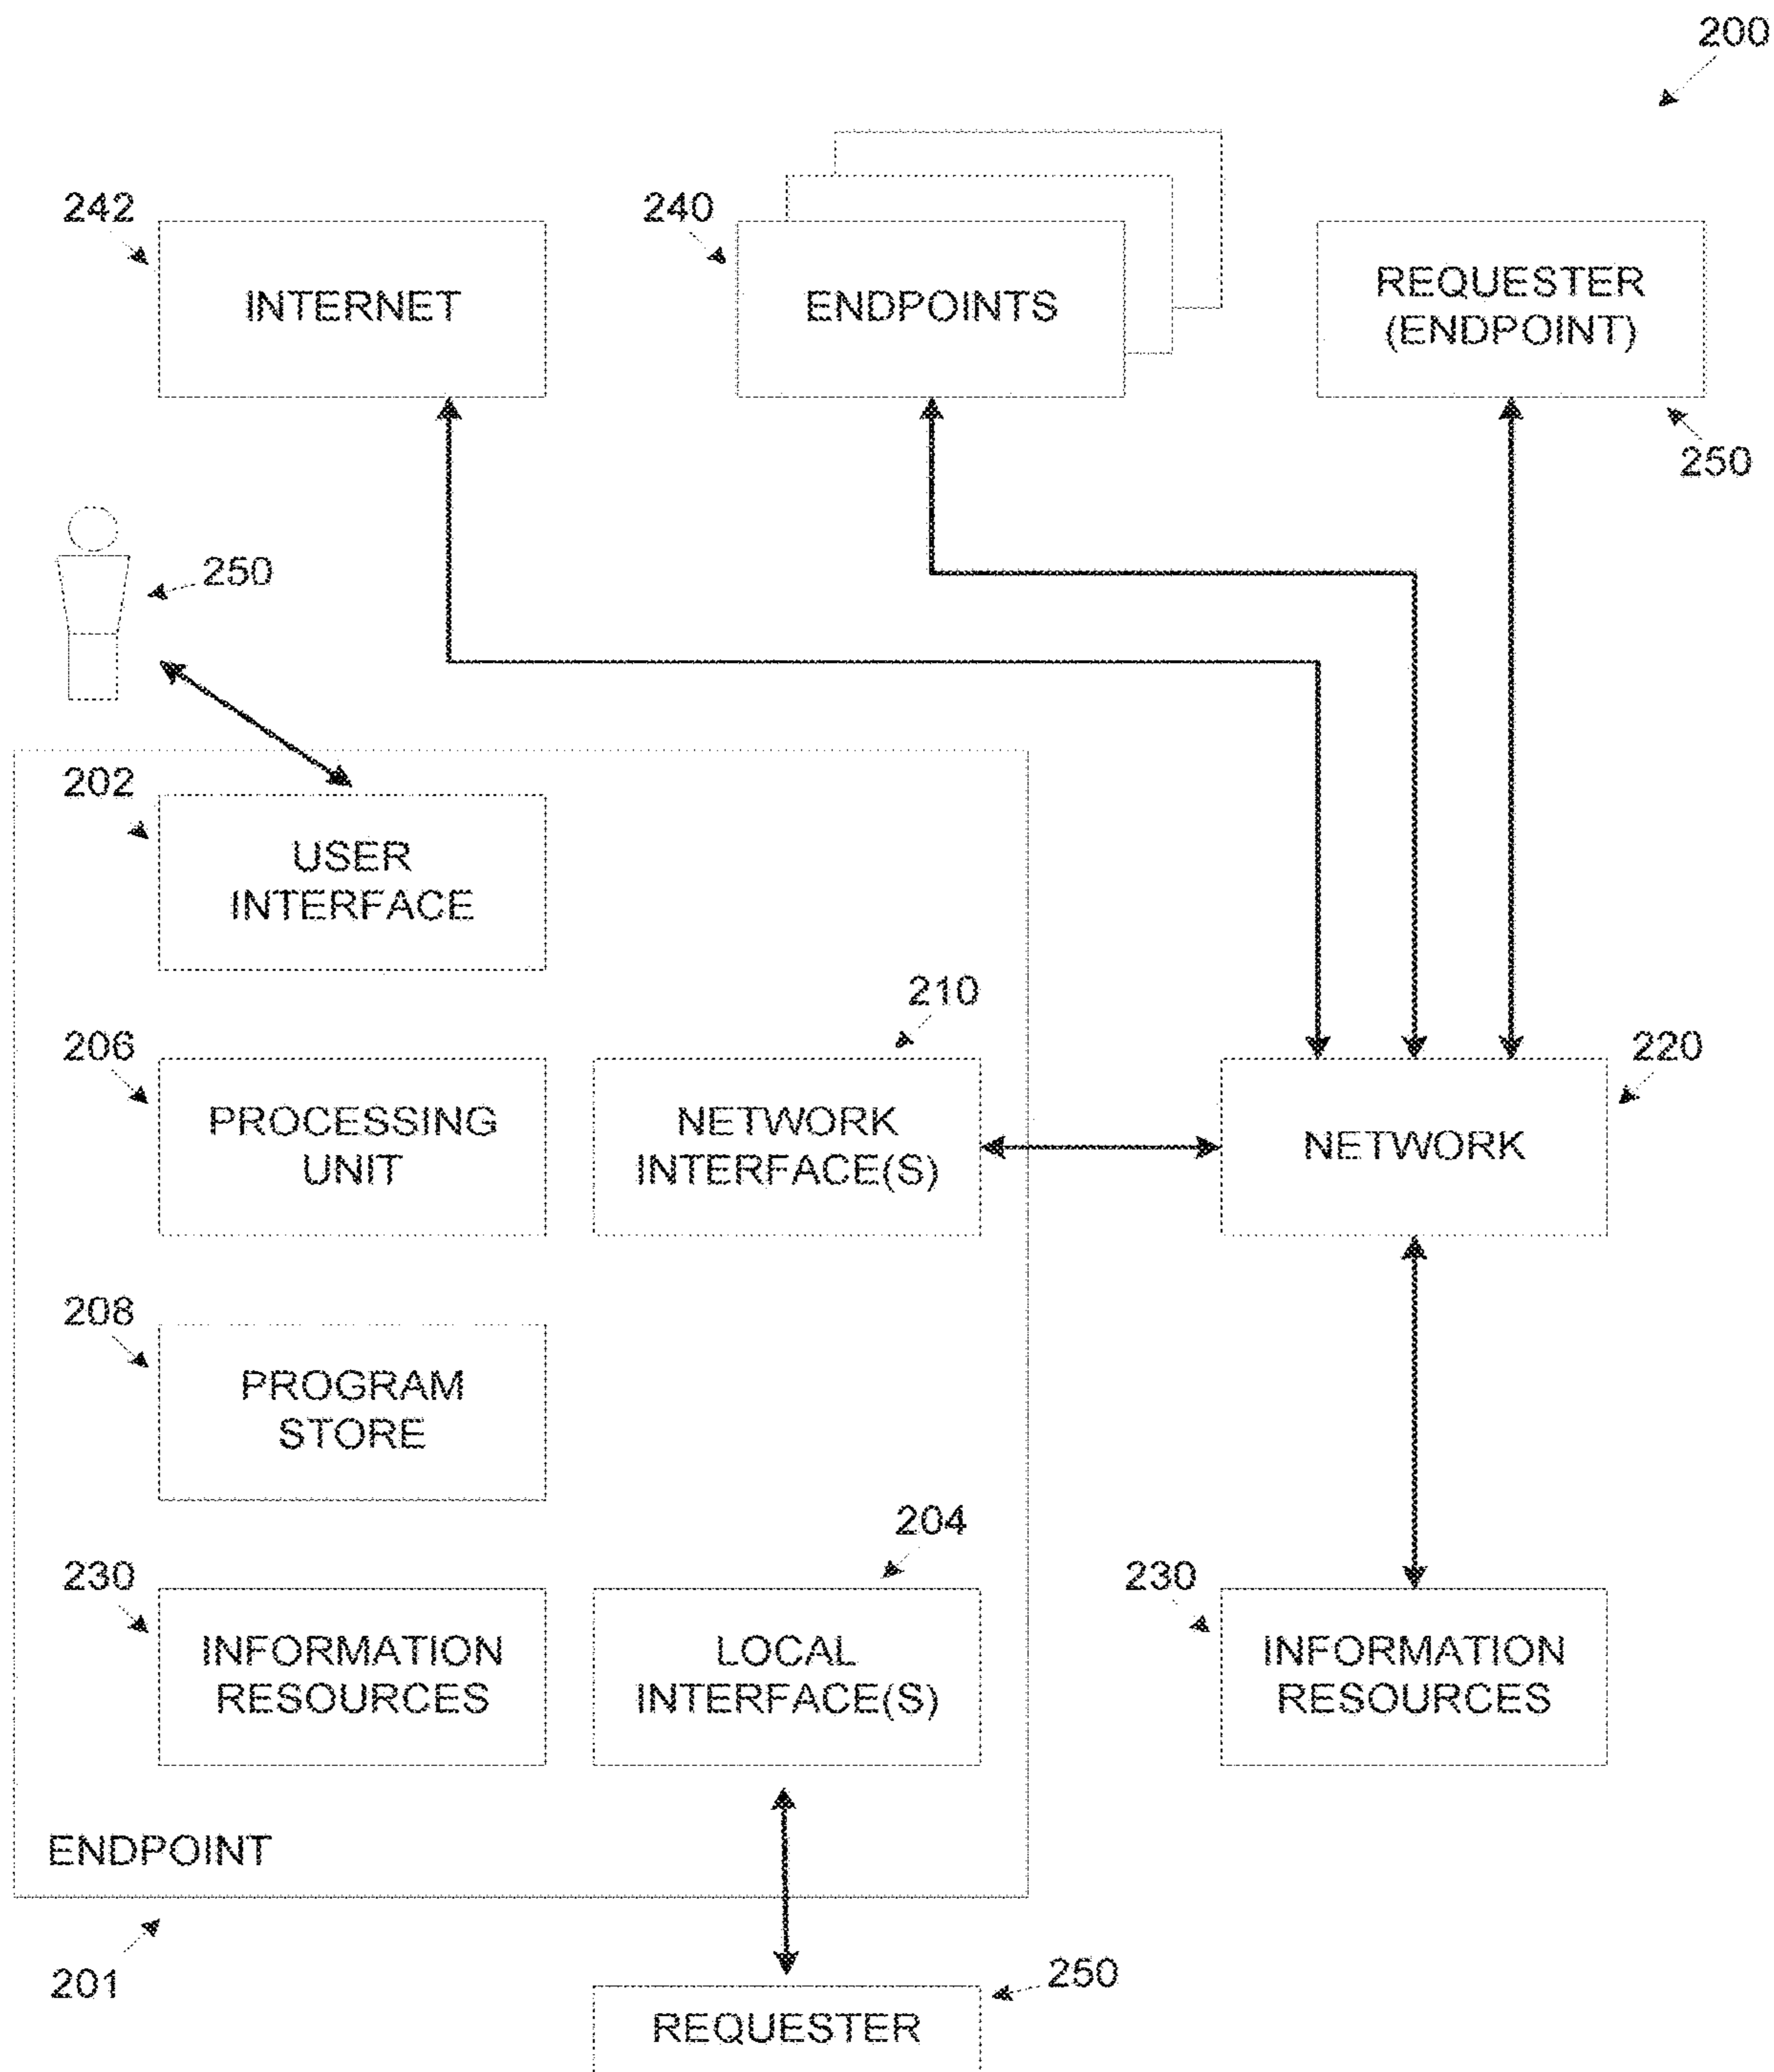 200
242
240
INTERNET
ENDPOINTS
REQUESTER
(ENDPOINT)
250
250
202
USER
INTERFACE
210
206
220
PROCESSING
UNIT
NETWORK
INTERFACE(S)
NETWORK
208
PROGRAM
STORE
204
230
230
INFORMATION
RESOURCES
LOCAL
INTERFACE(S)
INFORMATION
RESOURCES
ENDPOINT
201
250
REQUESTER